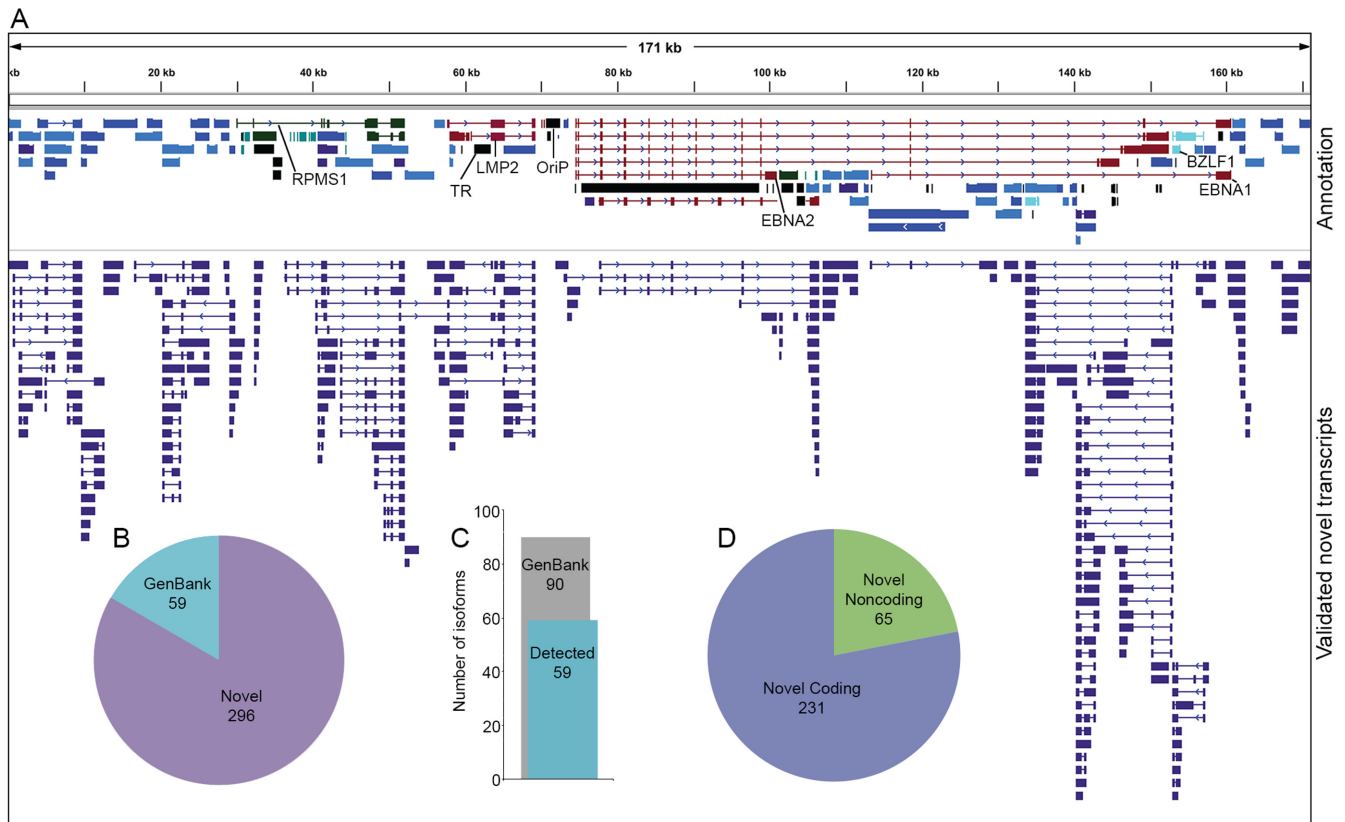 A
171 kb
kb
20 kb
40 kb
60 kb
80 kb
100 kb
120 kb
140 kb
160 kb
RPMS1
TR
LMP2
OriP
EBNA2
BZLF1
EBNA1
Annotation
Validated novel transcripts
B
GenBank
59
Novel
296
C
Number of isoforms
100
80
60
40
20
0
GenBank
90
Detected
59
D
Novel
Noncoding
65
Novel Coding
231